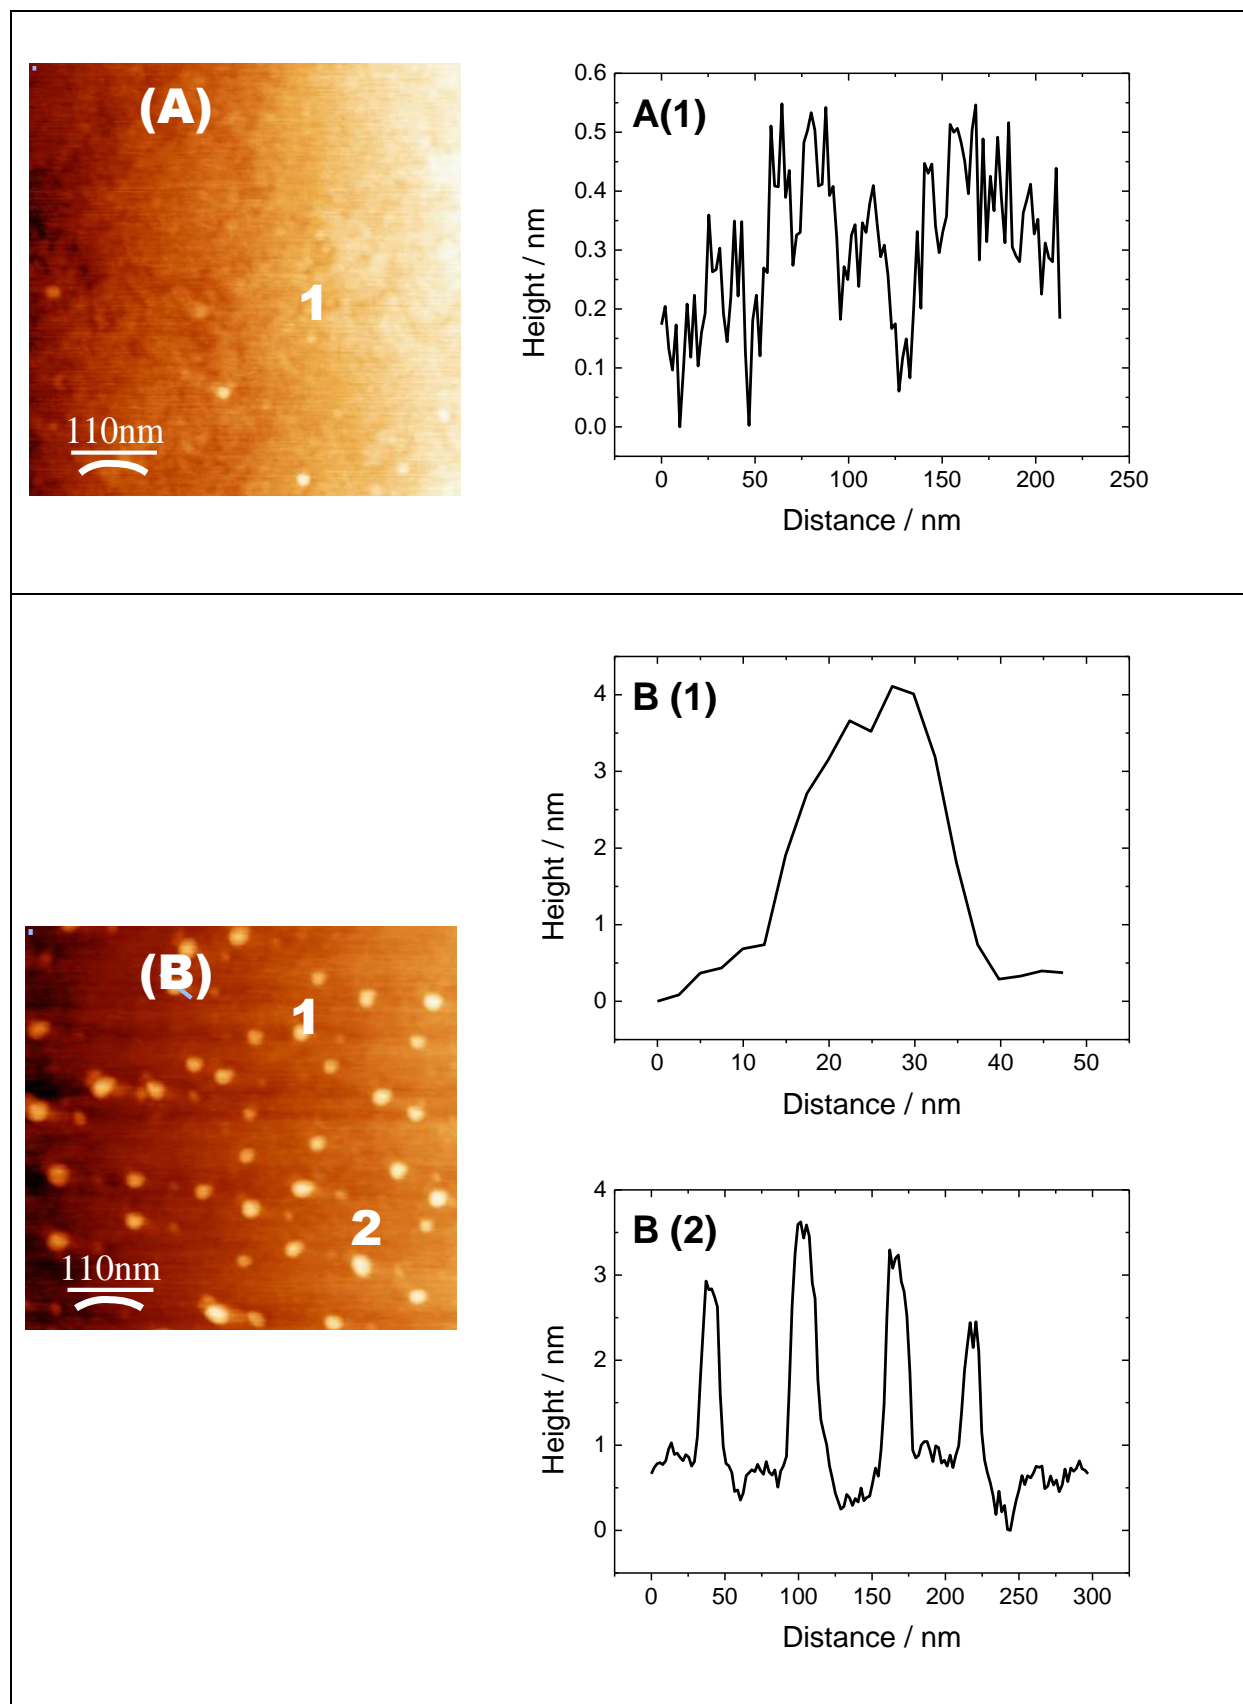 (A)
1
110nm
A(1)
0.6
0.5
0.4
0.3
0.2
0.1
0.0
Height / nm
0 50 100 150 200 250
Distance / nm
B (1)
4
3
2
1
0
Height / nm
0 10 20 30 40 50
Distance / nm
(B)
1
2
110nm
B (2)
4
3
2
1
0
Height / nm
0 50 100 150 200 250 300
Distance / nm